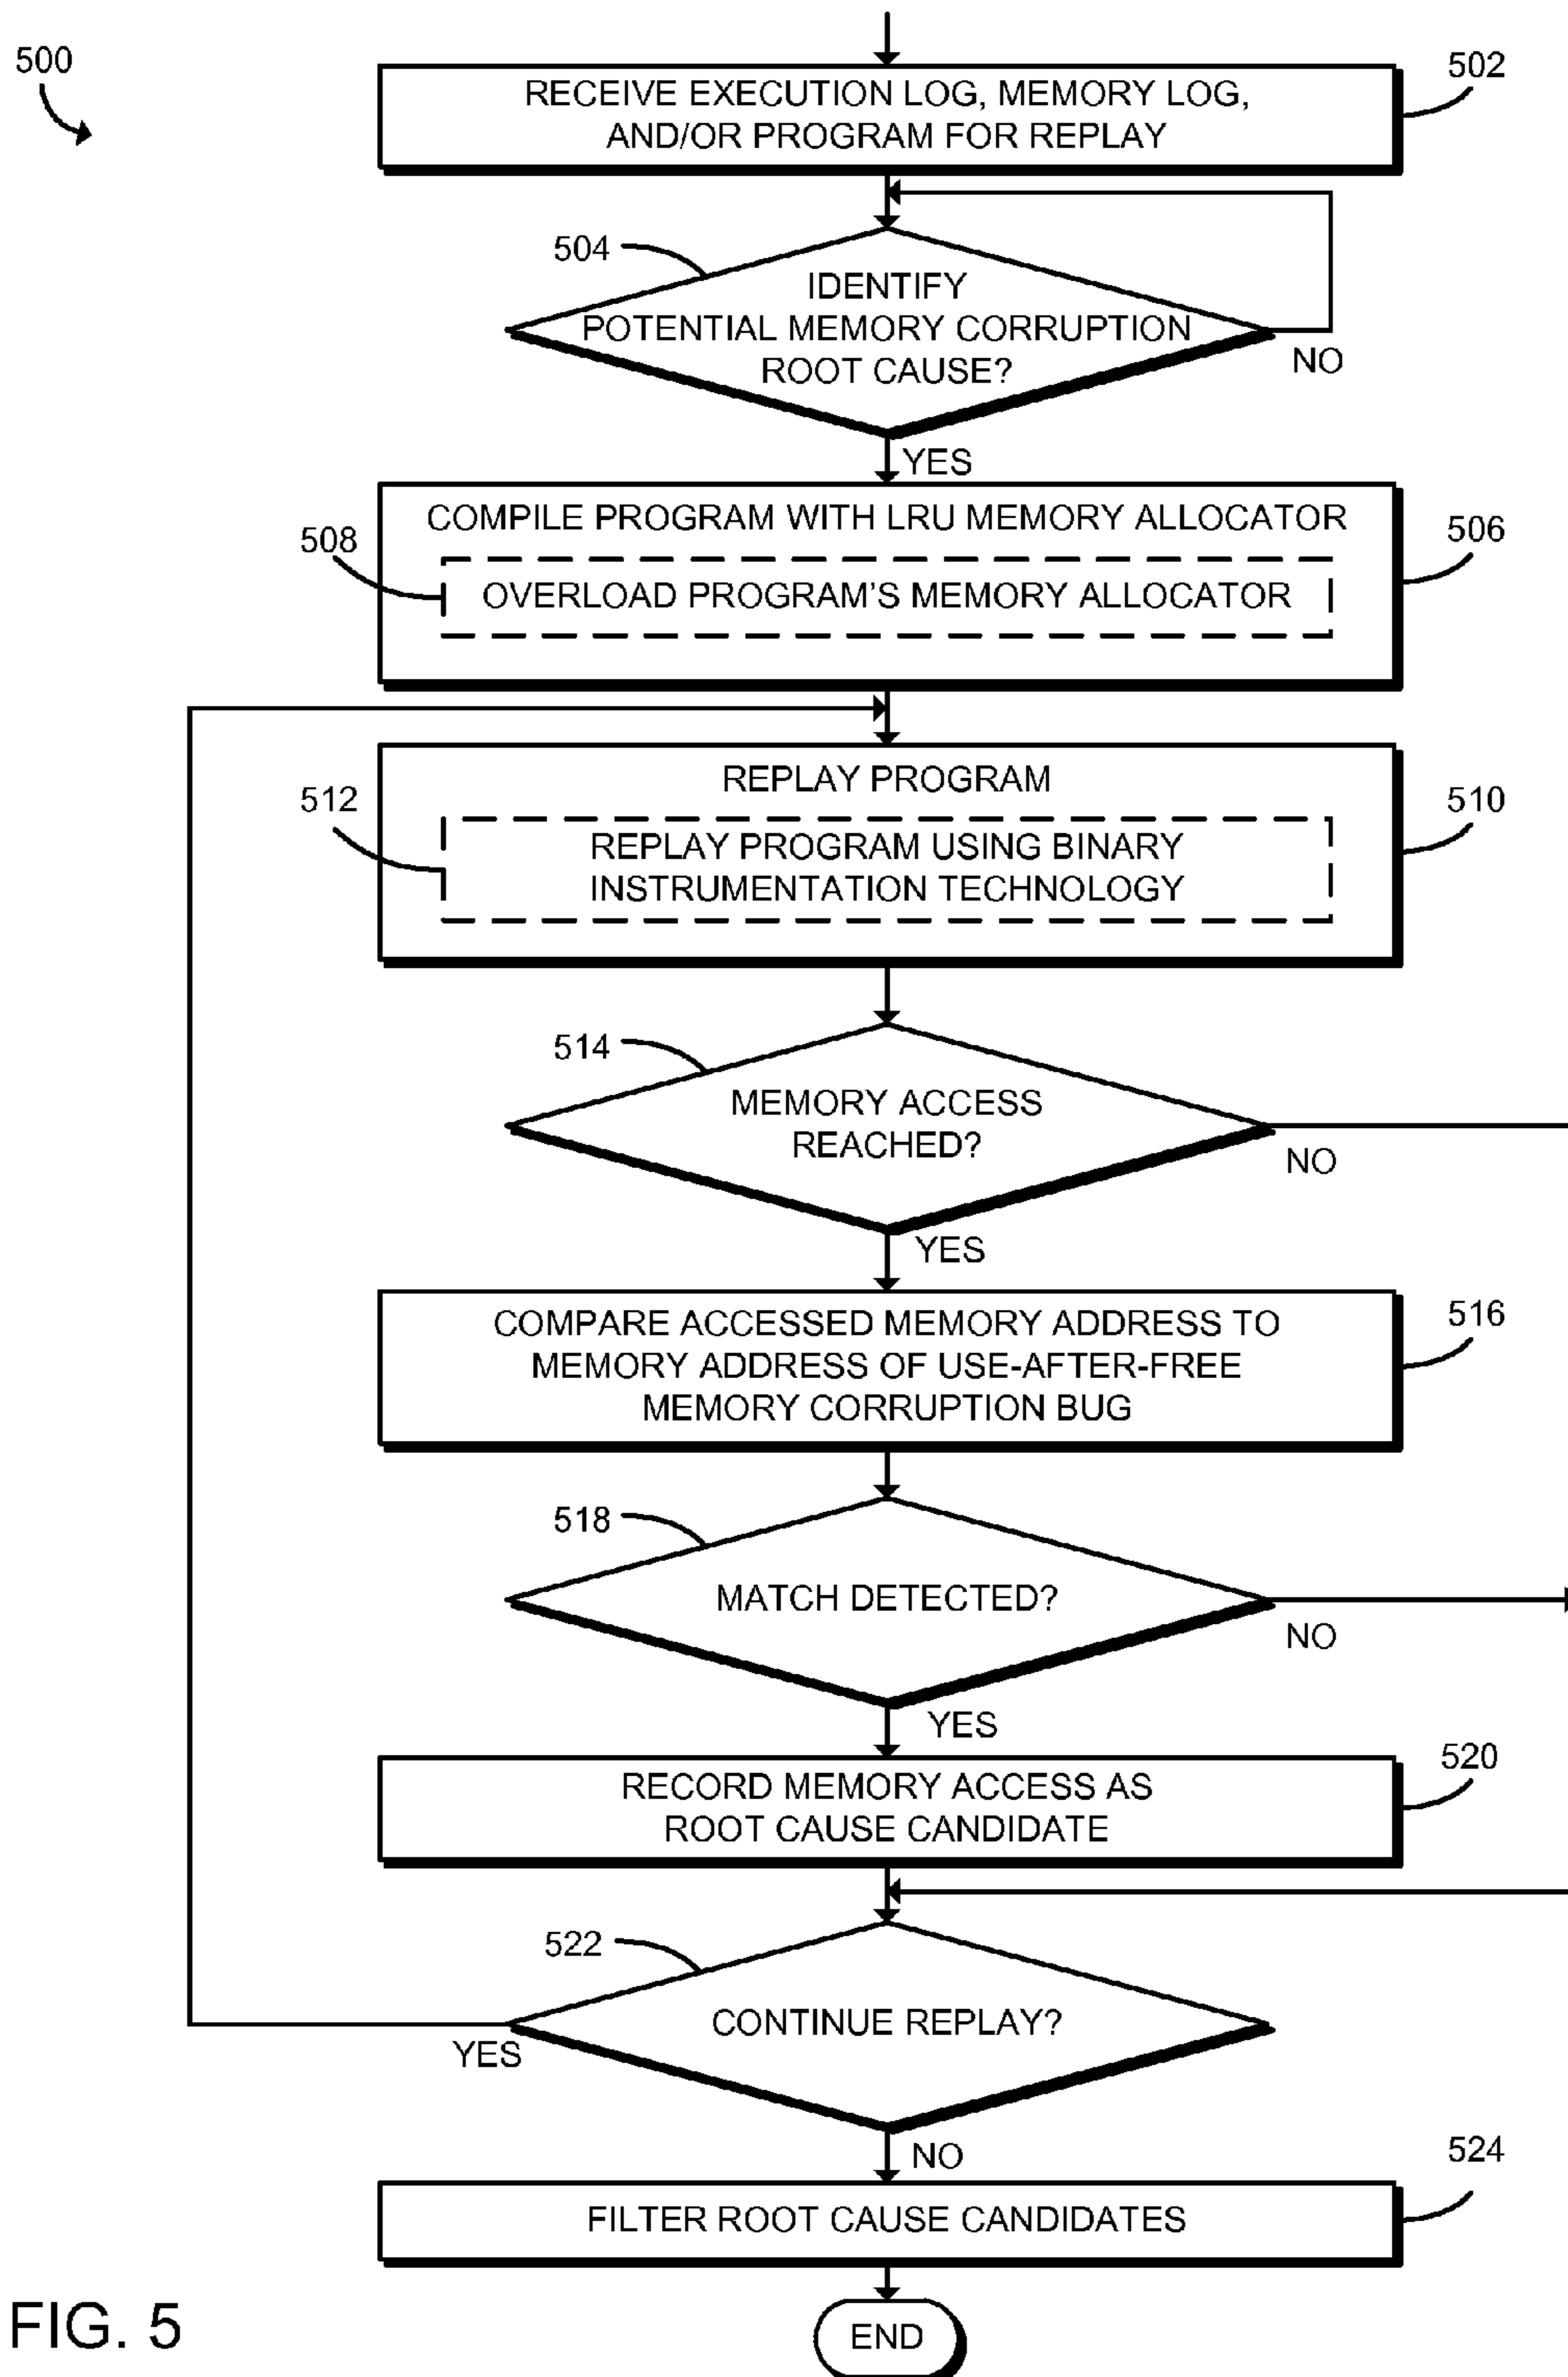 500
502
RECEIVE EXECUTION LOG, MEMORY LOG,
AND/OR PROGRAM FOR REPLAY
504
IDENTIFY
POTENTIAL MEMORY CORRUPTION
ROOT CAUSE?
NO
YES
506
COMPILE PROGRAM WITH LRU MEMORY ALLOCATOR
508
OVERLOAD PROGRAM'S MEMORY ALLOCATOR
REPLAY PROGRAM
510
512
REPLAY PROGRAM USING BINARY
INSTRUMENTATION TECHNOLOGY
514
MEMORY ACCESS
REACHED?
NO
YES
516
COMPARE ACCESSED MEMORY ADDRESS TO
MEMORY ADDRESS OF USE-AFTER-FREE
MEMORY CORRUPTION BUG
518
MATCH DETECTED?
NO
YES
520
RECORD MEMORY ACCESS AS
ROOT CAUSE CANDIDATE
522
CONTINUE REPLAY?
YES
NO
524
FILTER ROOT CAUSE CANDIDATES
END
FIG. 5